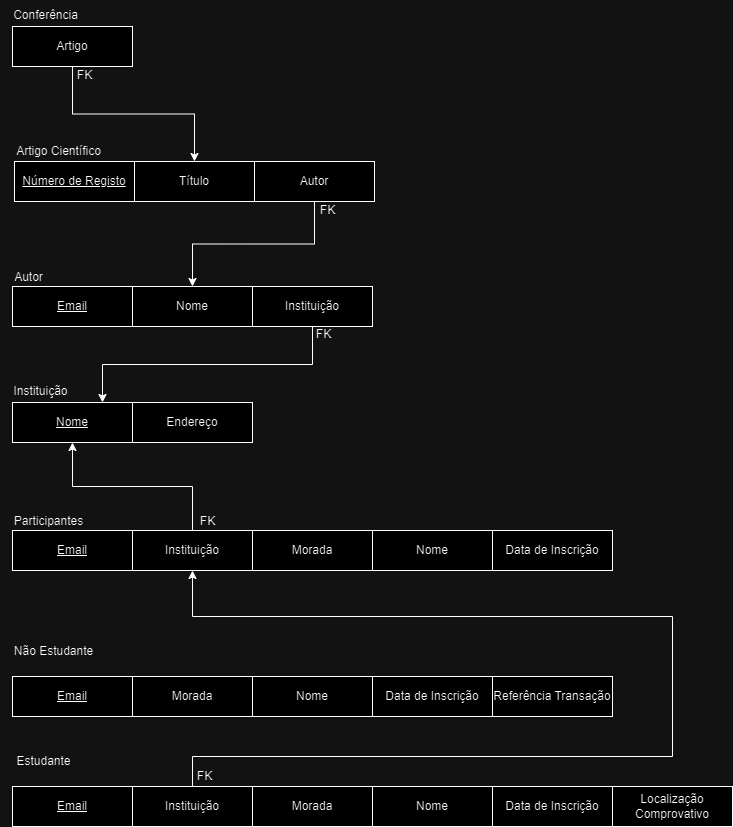 Conferência
Artigo
FK
Artigo Científico
Número de Registo Título Autor
FK
Autor
Email Nome Instituição
FK
Instituição
Nome Endereço
Participantes FK
Email Instituição Morada Nome Data de Inscrição
Não Estudante
Email Morada Nome Data de Inscrição Referência Transação
Estudante
FK
Email Instituição Morada Nome Data de Inscrição Localização
Comprovativo